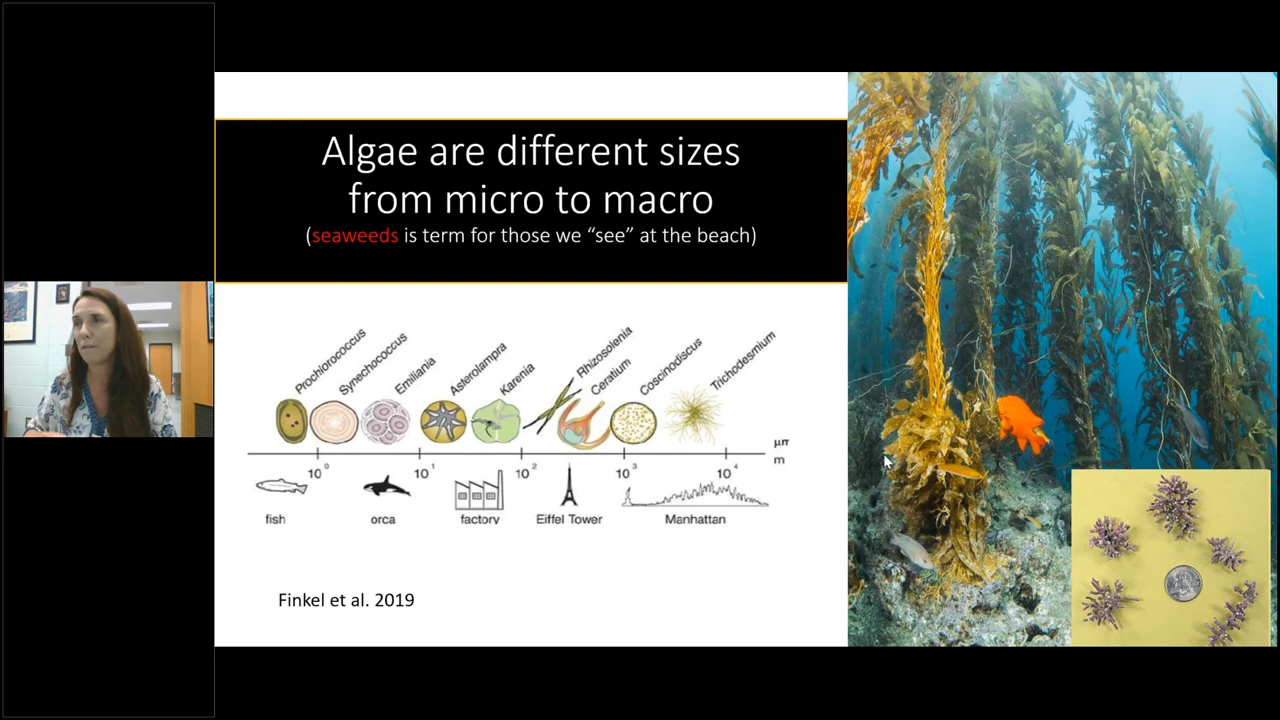 Algae are different sizes
from micro to macro
(seaweeds is term for those we “see” at the beach)
Prochlorococcus
Synechococcus
Emiliania
Asterolampra
Karenia
Rhizosolenia
Ceratium
Coscinodiscus
Trichodesmium
µm
m
10⁰ 10¹ 10² 10³ 10⁴
fish orca factory Eiffel Tower Manhattan
Finkel et al. 2019